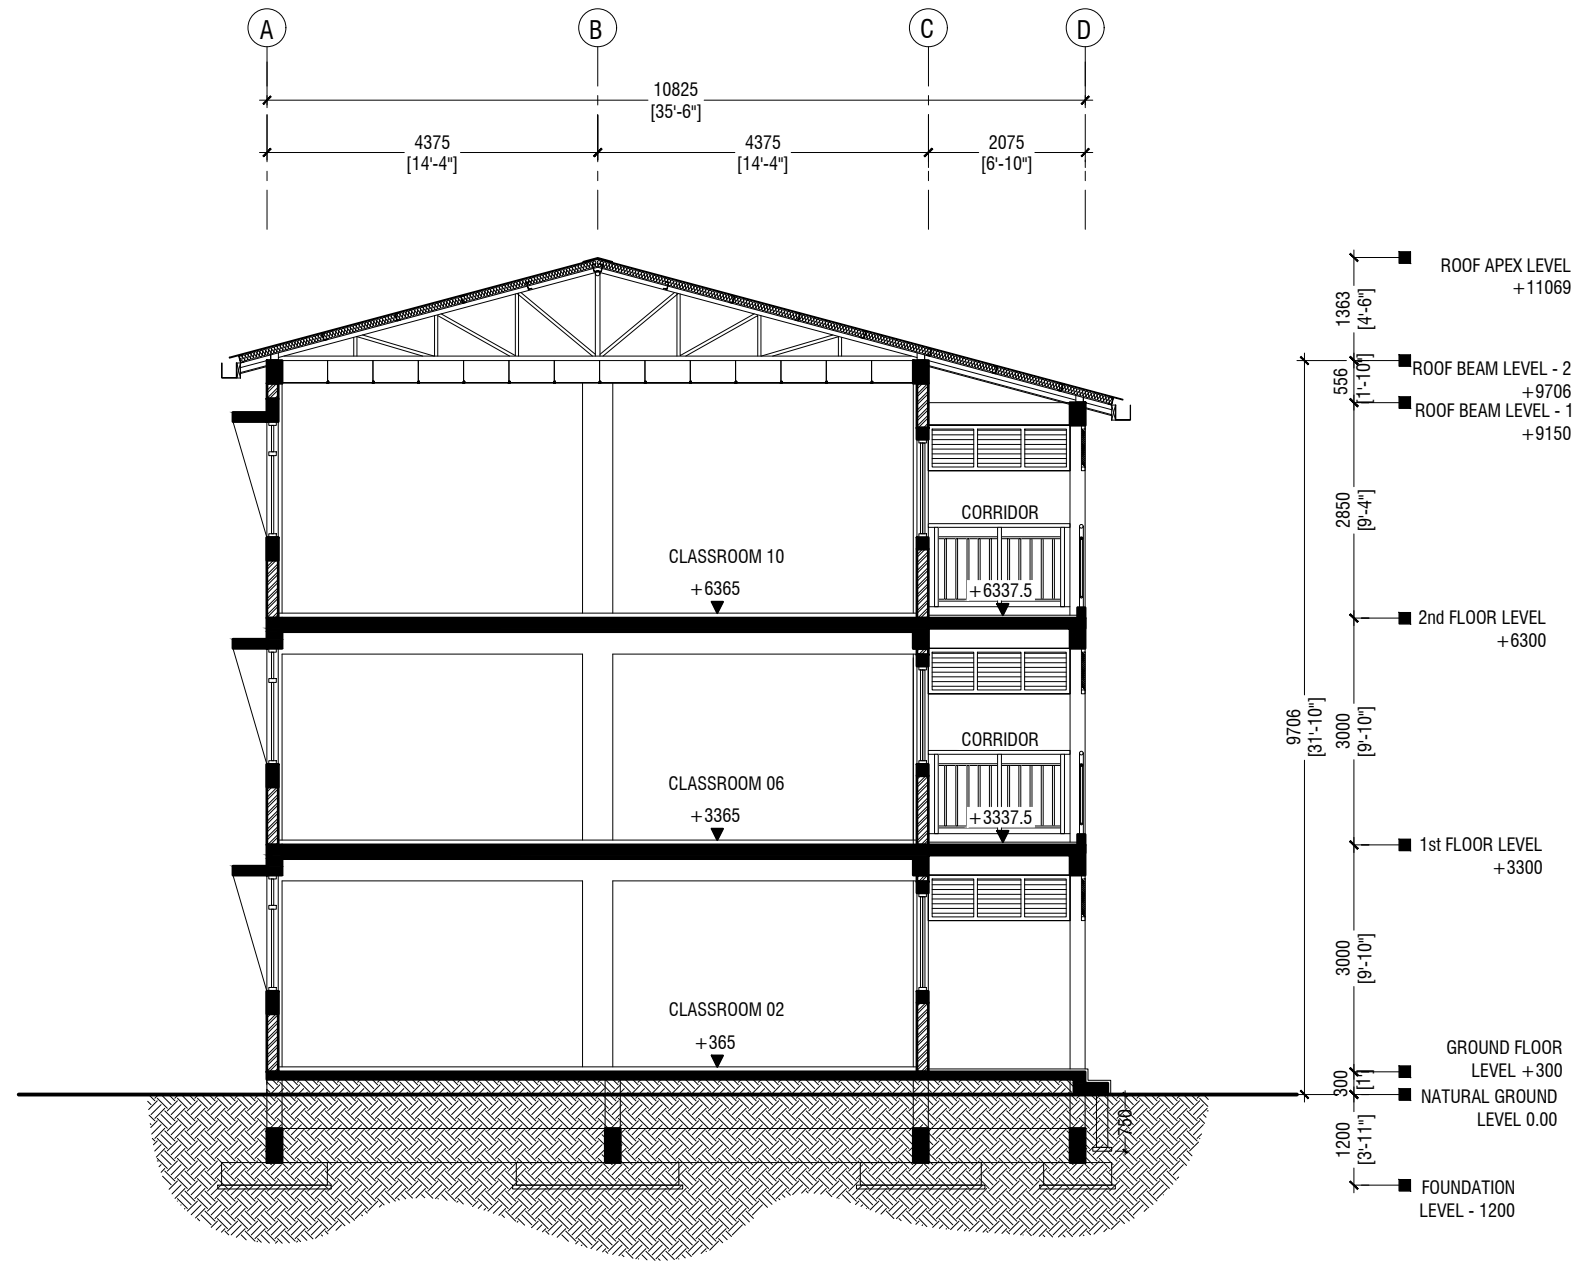 A
B
C
D
10825
[35'-6"]
4375
[14'-4"]
4375
[14'-4"]
2075
[6'-10"]
ROOF APEX LEVEL
+11069
1363
[4'-6"]
ROOF BEAM LEVEL - 2
+9706
556
[1'-10"]
ROOF BEAM LEVEL - 1
+9150
2850
[9'-4"]
CORRIDOR
CLASSROOM 10
+6365
+6337.5
2nd FLOOR LEVEL
+6300
9706
[31'-10"]
3000
[9'-10"]
CORRIDOR
CLASSROOM 06
+3365
+3337.5
1st FLOOR LEVEL
+3300
3000
[9'-10"]
CLASSROOM 02
+365
GROUND FLOOR
LEVEL +300
300
[1']
NATURAL GROUND
LEVEL 0.00
750
1200
[3'-11"]
FOUNDATION
LEVEL - 1200